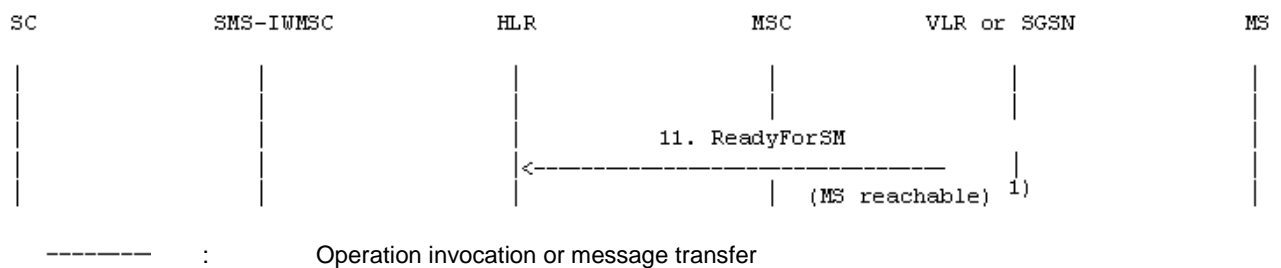 SC SMS-IWMSC HLR MSC VLR or SGSN MS
11. ReadyForSM
(MS reachable) 1)
: Operation invocation or message transfer